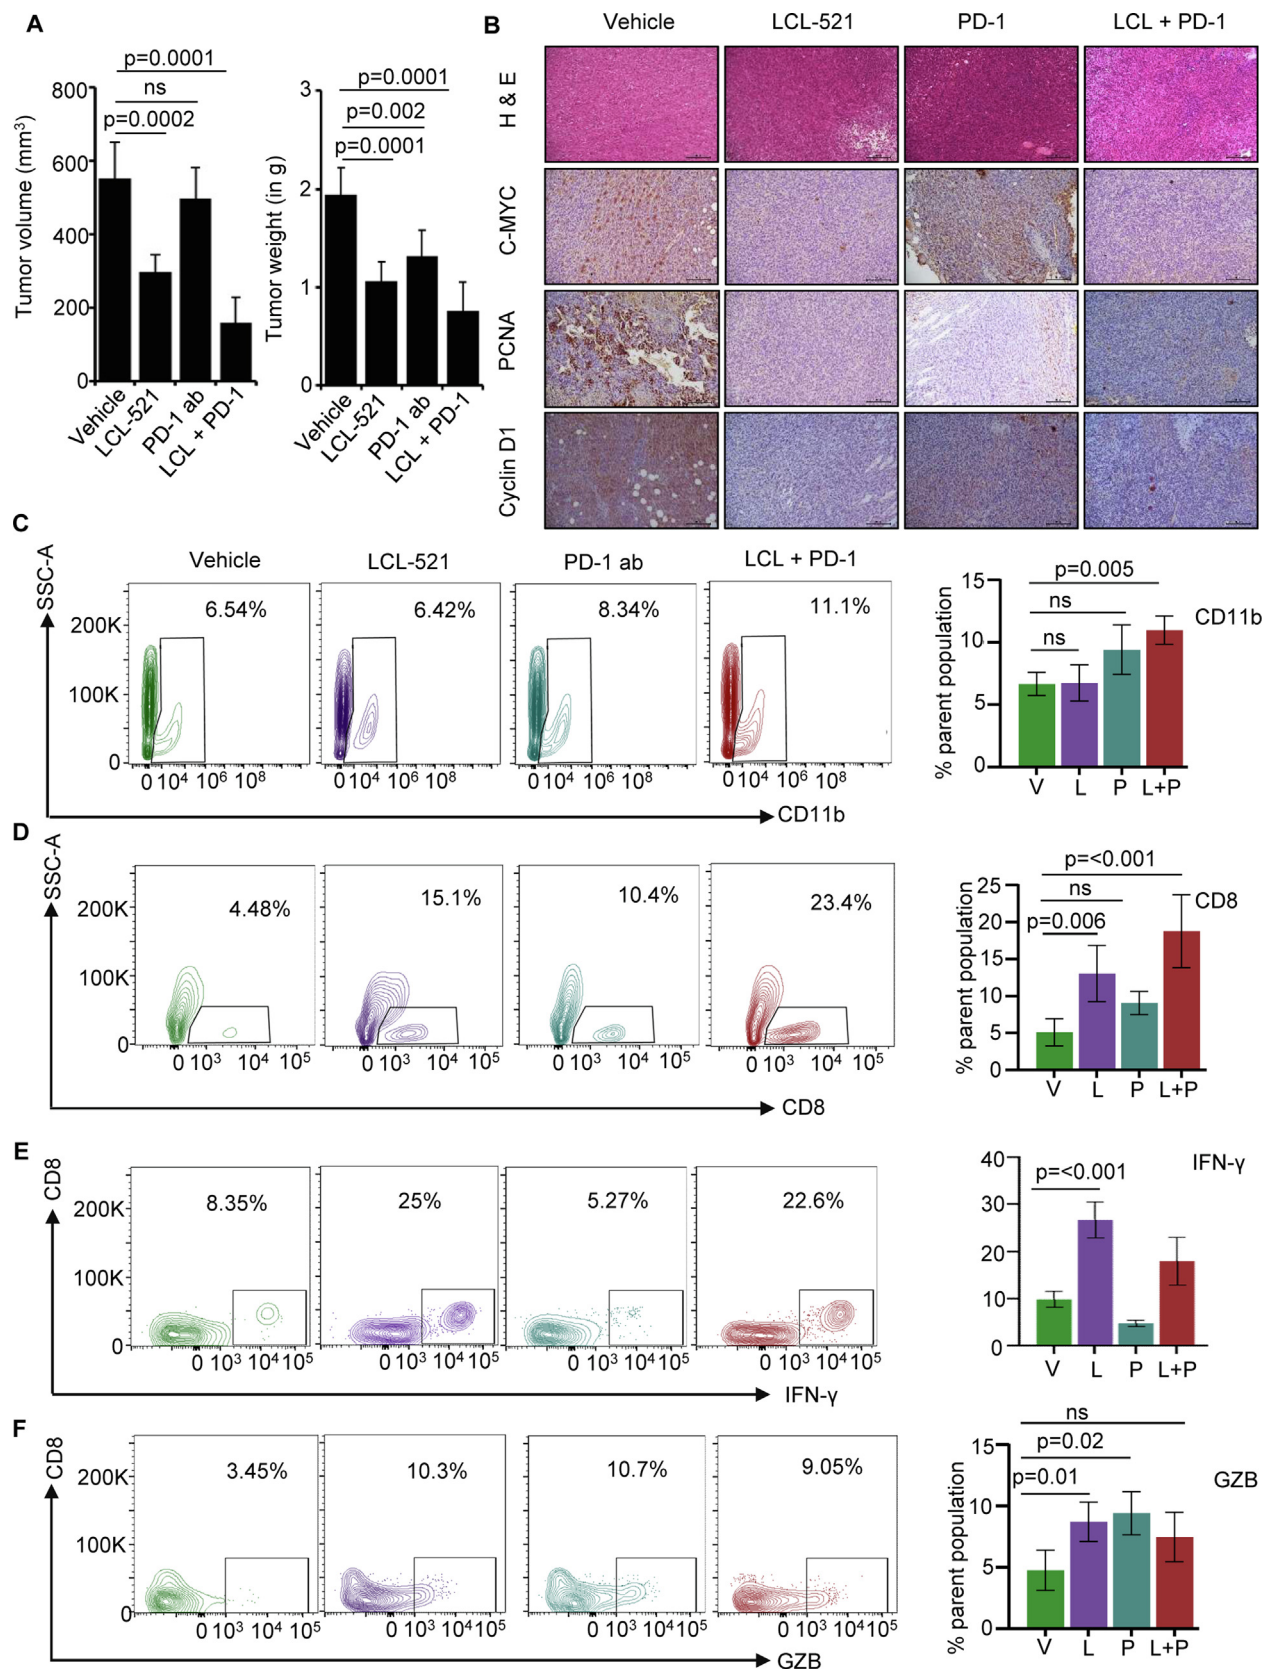 A
Tumor volume (mm³)
800
600
400
200
0
p=0.0001
ns
p=0.0002
Vehicle
LCL-521
PD-1 ab
LCL + PD-1
Tumor weight (in g)
3
2
1
0
p=0.0001
p=0.002
p=0.0001
Vehicle
LCL-521
PD-1 ab
LCL + PD-1
B
Vehicle
LCL-521
PD-1
LCL + PD-1
H & E
C-MYC
PCNA
Cyclin D1
C
SSC-A
Vehicle
LCL-521
PD-1 ab
LCL + PD-1
6.54%
6.42%
8.34%
11.1%
200K
100K
0
0 10⁴ 10⁶ 10⁸
0 10⁴ 10⁶ 10⁸
0 10⁴ 10⁶ 10⁸
0 10⁴ 10⁶ 10⁸
CD11b
% parent population
15
10
5
0
p=0.005
ns
ns
CD11b
V L P L+P
D
SSC-A
4.48%
15.1%
10.4%
23.4%
200K
100K
0
0 10³ 10⁴ 10⁵
0 10³ 10⁴ 10⁵
0 10³ 10⁴ 10⁵
0 10³ 10⁴ 10⁵
CD8
% parent population
25
20
15
10
5
0
p=<0.001
ns
p=0.006
CD8
V L P L+P
E
CD8
8.35%
25%
5.27%
22.6%
200K
100K
0
0 10³ 10⁴ 10⁵
0 10³ 10⁴ 10⁵
0 10³ 10⁴ 10⁵
0 10³ 10⁴ 10⁵
IFN-γ
40
30
20
10
0
p=<0.001
IFN-γ
V L P L+P
F
CD8
3.45%
10.3%
10.7%
9.05%
200K
100K
0
0 10³ 10⁴ 10⁵
0 10³ 10⁴ 10⁵
0 10³ 10⁴ 10⁵
0 10³ 10⁴ 10⁵
GZB
% parent population
15
10
5
0
ns
p=0.02
p=0.01
GZB
V L P L+P